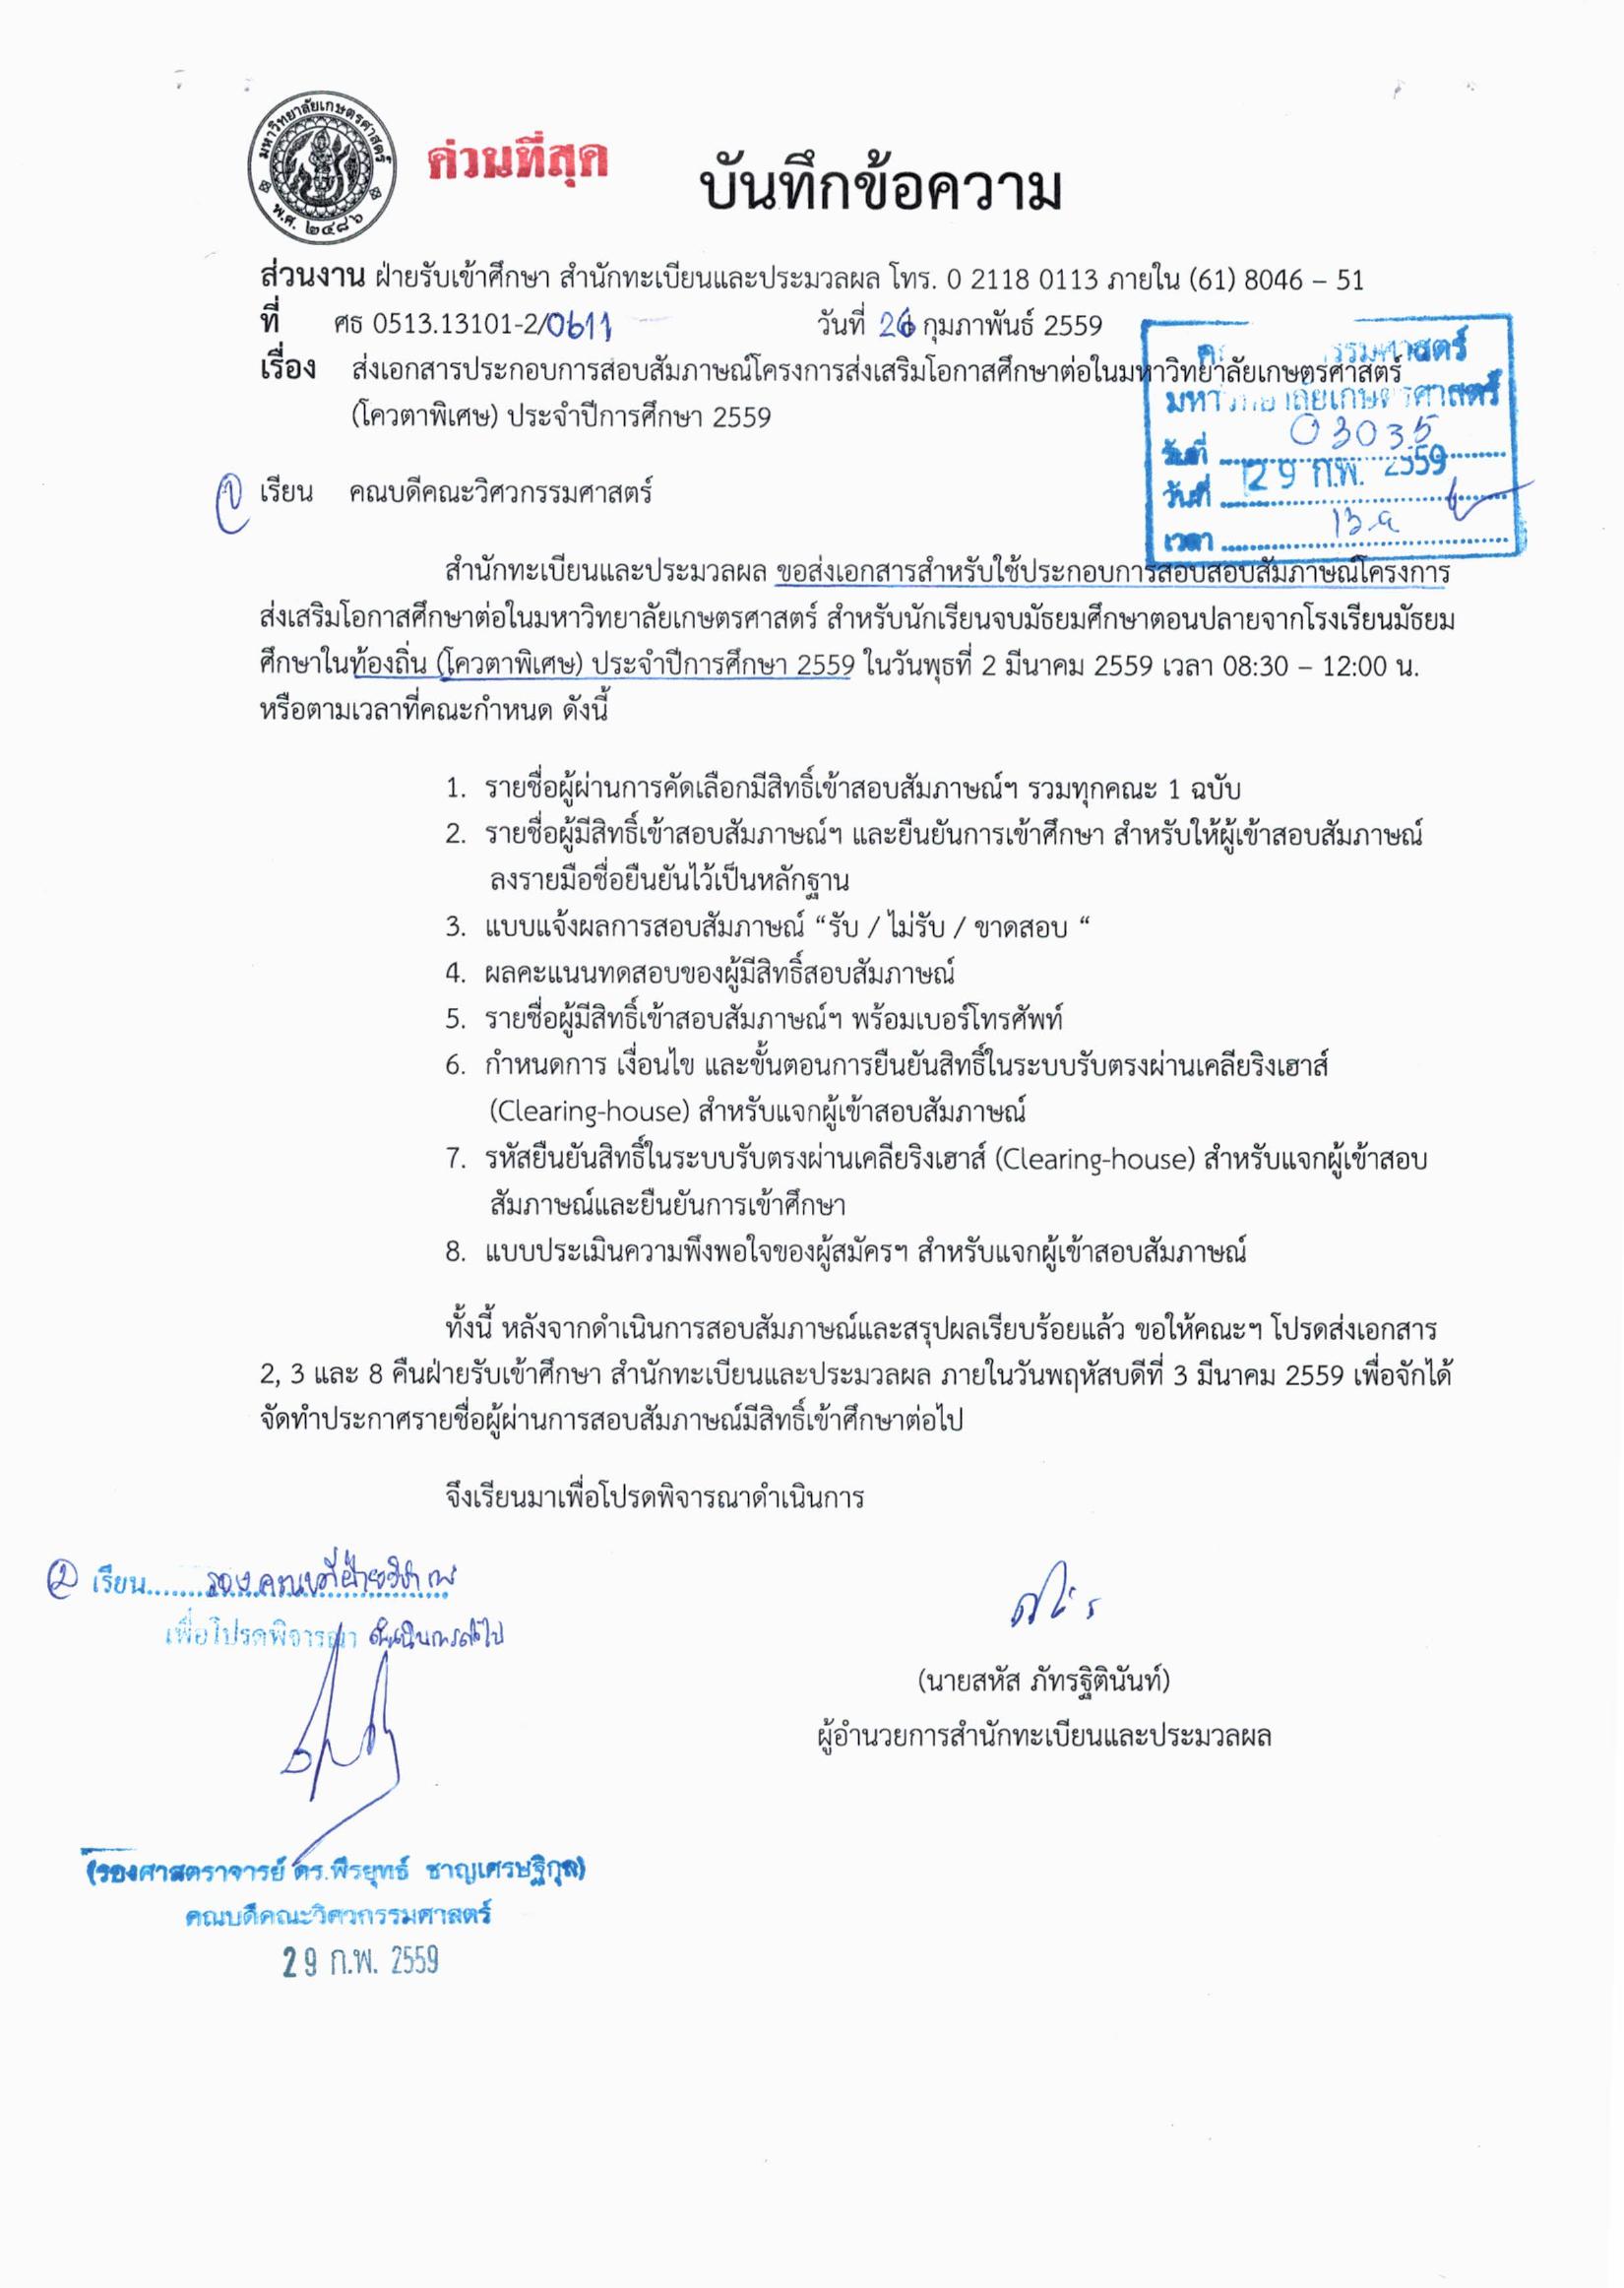 มหาวิทยาลัยเกษตรศาสตร์
พ.ศ. ๒๔๘๖
ด่วนที่สุด
บันทึกข้อความ
ส่วนงาน ฝ่ายรับเข้าศึกษา สำนักทะเบียนและประมวลผล โทร. 0 2118 0113 ภายใน (61) 8046 – 51
ที่ ศธ 0513.13101-2/0611 วันที่ 26 กุมภาพันธ์ 2559
เรื่อง ส่งเอกสารประกอบการสอบสัมภาษณ์โครงการส่งเสริมโอกาสศึกษาต่อในมหาวิทยาลัยเกษตรศาสตร์
(โควตาพิเศษ) ประจำปีการศึกษา 2559
มหาวิทยาลัยเกษตรศาสตร์
วันที่ 03035
วันที่ 29 ก.พ. 2559
เวลา
① เรียน คณบดีคณะวิศวกรรมศาสตร์
สำนักทะเบียนและประมวลผล ขอส่งเอกสารสำหรับใช้ประกอบการสอบสอบสัมภาษณ์โครงการ
ส่งเสริมโอกาสศึกษาต่อในมหาวิทยาลัยเกษตรศาสตร์ สำหรับนักเรียนจบมัธยมศึกษาตอนปลายจากโรงเรียนมัธยม
ศึกษาในท้องถิ่น (โควตาพิเศษ) ประจำปีการศึกษา 2559 ในวันพุธที่ 2 มีนาคม 2559 เวลา 08:30 – 12:00 น.
หรือตามเวลาที่คณะกำหนด ดังนี้
1. รายชื่อผู้ผ่านการคัดเลือกมีสิทธิ์เข้าสอบสัมภาษณ์ฯ รวมทุกคณะ 1 ฉบับ
2. รายชื่อผู้มีสิทธิ์เข้าสอบสัมภาษณ์ฯ และยืนยันการเข้าศึกษา สำหรับให้ผู้เข้าสอบสัมภาษณ์
ลงรายมือชื่อยืนยันไว้เป็นหลักฐาน
3. แบบแจ้งผลการสอบสัมภาษณ์ “รับ / ไม่รับ / ขาดสอบ “
4. ผลคะแนนทดสอบของผู้มีสิทธิ์สอบสัมภาษณ์
5. รายชื่อผู้มีสิทธิ์เข้าสอบสัมภาษณ์ฯ พร้อมเบอร์โทรศัพท์
6. กำหนดการ เงื่อนไข และขั้นตอนการยืนยันสิทธิ์ในระบบรับตรงผ่านเคลียริงเฮาส์
(Clearing-house) สำหรับแจกผู้เข้าสอบสัมภาษณ์
7. รหัสยืนยันสิทธิ์ในระบบรับตรงผ่านเคลียริงเฮาส์ (Clearing-house) สำหรับแจกผู้เข้าสอบ
สัมภาษณ์และยืนยันการเข้าศึกษา
8. แบบประเมินความพึงพอใจของผู้สมัครฯ สำหรับแจกผู้เข้าสอบสัมภาษณ์
ทั้งนี้ หลังจากดำเนินการสอบสัมภาษณ์และสรุปผลเรียบร้อยแล้ว ขอให้คณะฯ โปรดส่งเอกสาร
2, 3 และ 8 คืนฝ่ายรับเข้าศึกษา สำนักทะเบียนและประมวลผล ภายในวันพฤหัสบดีที่ 3 มีนาคม 2559 เพื่อจักได้
จัดทำประกาศรายชื่อผู้ผ่านการสอบสัมภาษณ์มีสิทธิ์เข้าศึกษาต่อไป
จึงเรียนมาเพื่อโปรดพิจารณาดำเนินการ
② เรียน รองคณบดีฝ่ายวิชาการ
เพื่อโปรดพิจารณา ดำเนินการต่อไป
(นายสหัส ภัทรฐิตินันท์)
ผู้อำนวยการสำนักทะเบียนและประมวลผล
(รองศาสตราจารย์ ดร.พีรยุทธ์ ชาญเศรษฐิกุล)
คณบดีคณะวิศวกรรมศาสตร์
29 ก.พ. 2559